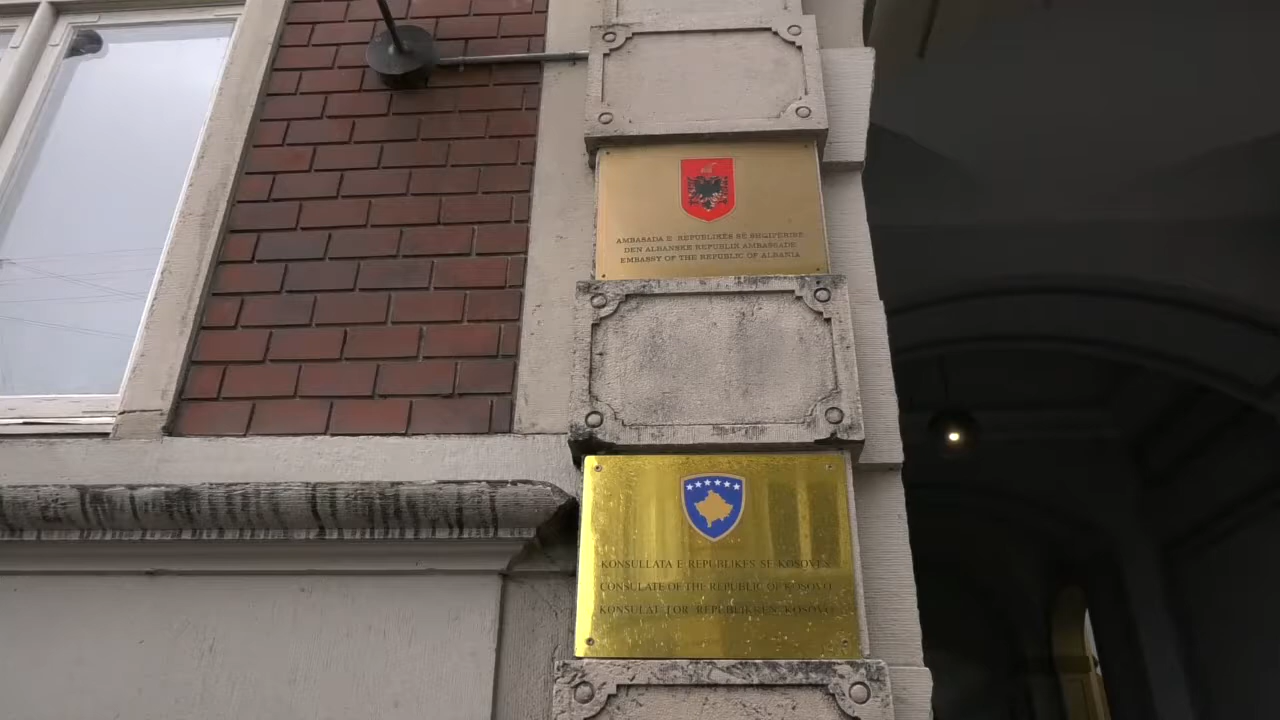 AMBASADA E REPUBLIKËS SË SHQIPËRISË
DEN ALBANSKE REPUBLIK AMBASSADE
EMBASSY OF THE REPUBLIC OF ALBANIA
KONSULLATA E REPUBLIKËS SË KOSOVËS
CONSULATE OF THE REPUBLIC OF KOSOVO
KONSULAT FOR REPUBLIKKEN KOSOVO